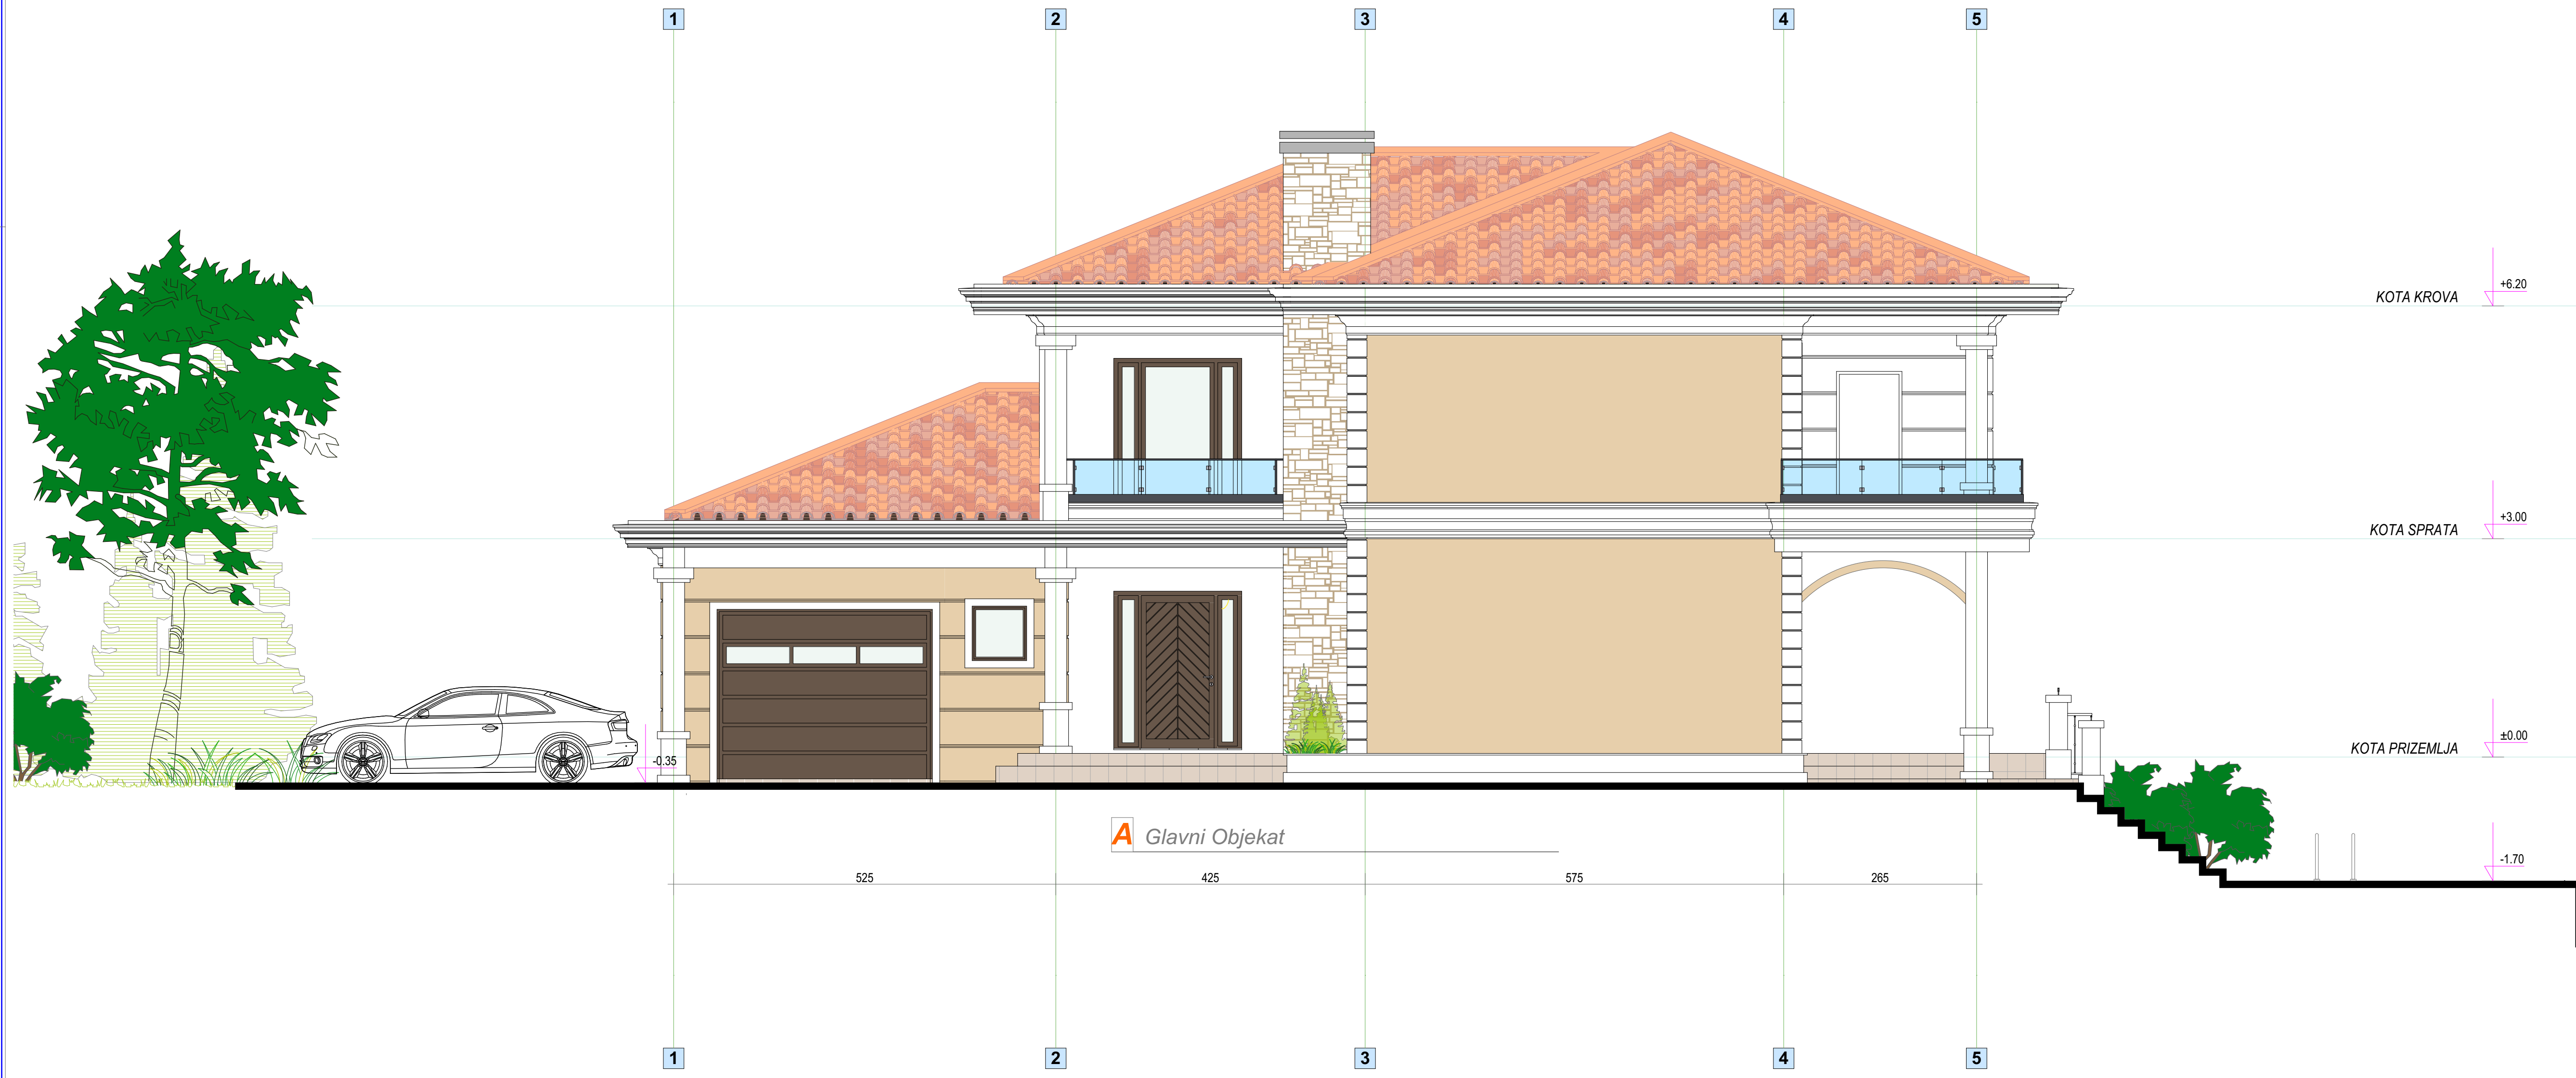 1 2 3 4 5
KOTA KROVA +6.20
KOTA SPRATA +3.00
KOTA PRIZEMLJA ±0.00
-0.35
A Glavni Objekat
-1.70
525 425 575 265
1 2 3 4 5